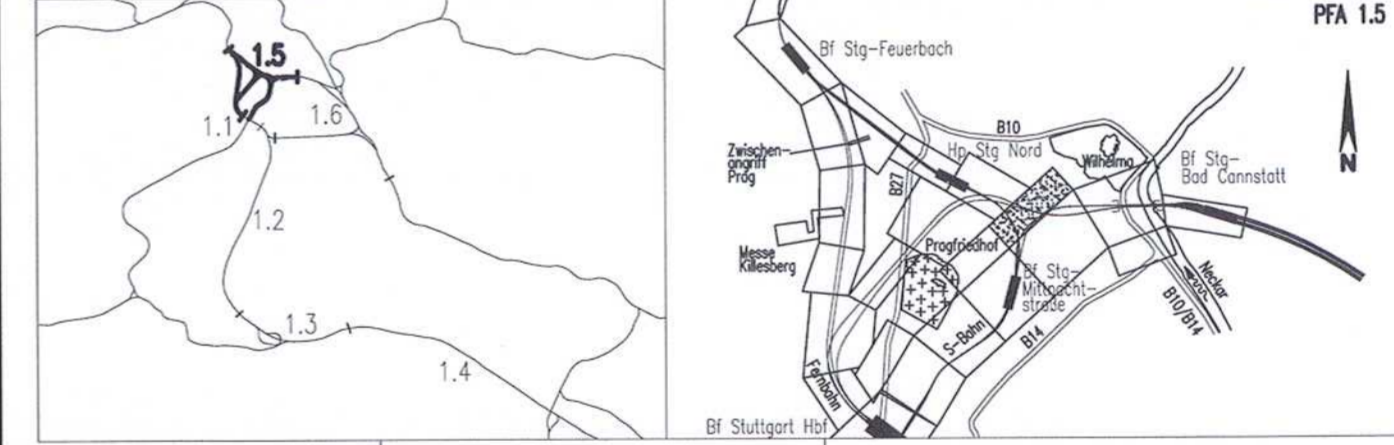 PFA 1.5
1.5
1.1
1.6
1.2
1.3
1.4
Bf Stg-Feuerbach
B10
Zwischen-
angriff
Prag
Hp Stg Nord
Wilhelma
Bf Stg-
Bad Cannstatt
B27
N
Messe
Killesberg
Pragfriedhof
Bf Stg-
Mittnacht-
straße
Neckar
B10/B14
S-Bahn
B14
Fernbahn
Bf Stuttgart Hbf